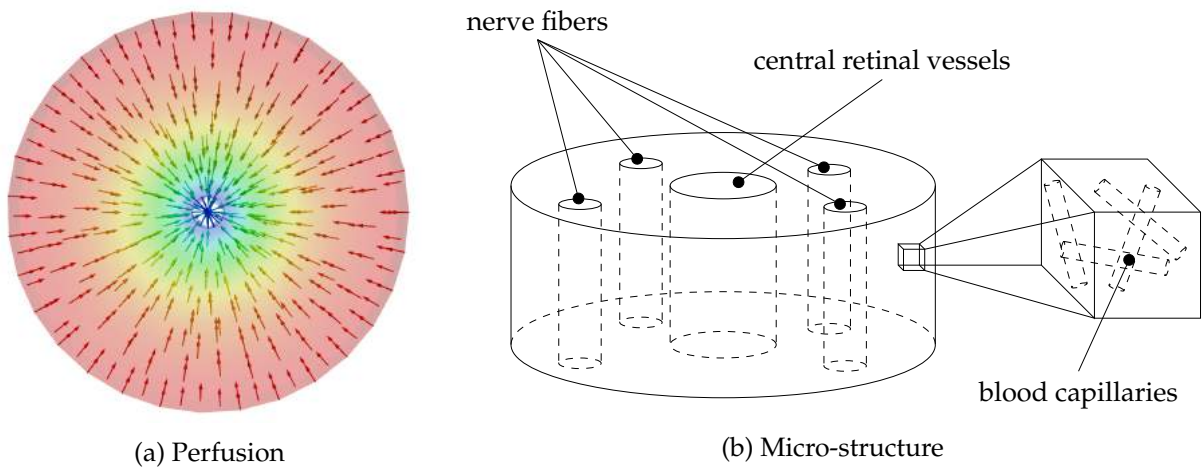 nerve fibers
central retinal vessels
blood capillaries
(a) Perfusion
(b) Micro-structure